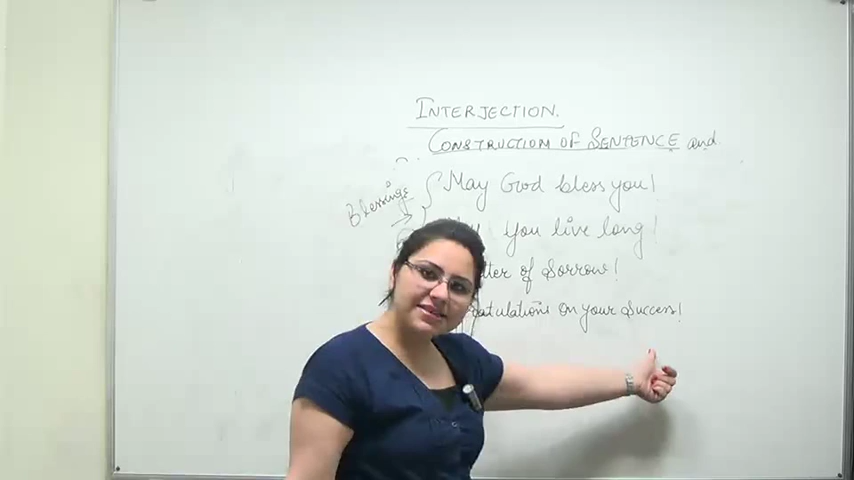 INTERJECTION.
CONSTRUCTION OF SENTENCE and
Blessings
May God bless you!
you live long!
of Sorrow!
on your success!